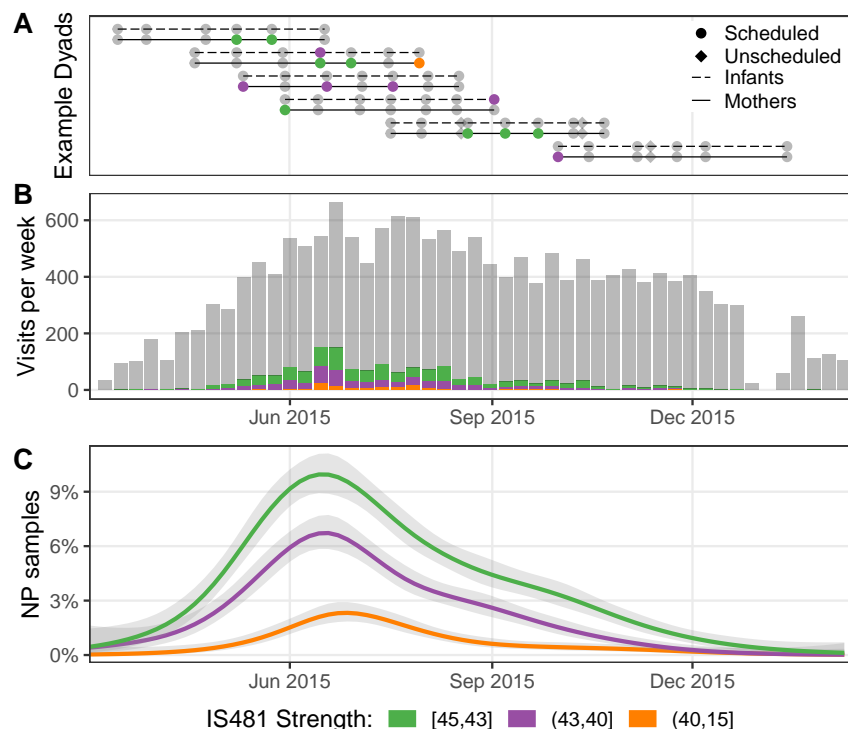 A
Example Dyads
Scheduled
Unscheduled
Infants
Mothers
B
Visits per week
600
400
200
0
Jun 2015 Sep 2015 Dec 2015
C
NP samples
9%
6%
3%
0%
Jun 2015 Sep 2015 Dec 2015
IS481 Strength: [45,43] (43,40] (40,15]